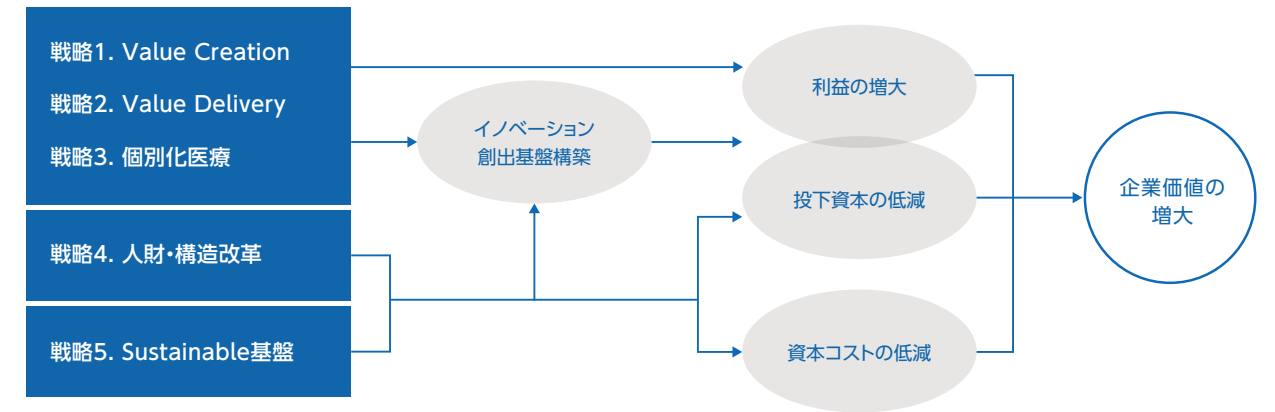 戦略1. Value Creation
戦略2. Value Delivery
戦略3. 個別化医療
戦略4. 人財・構造改革
戦略5. Sustainable基盤
イノベーション
創出基盤構築
利益の増大
投下資本の低減
資本コストの低減
企業価値の
増大